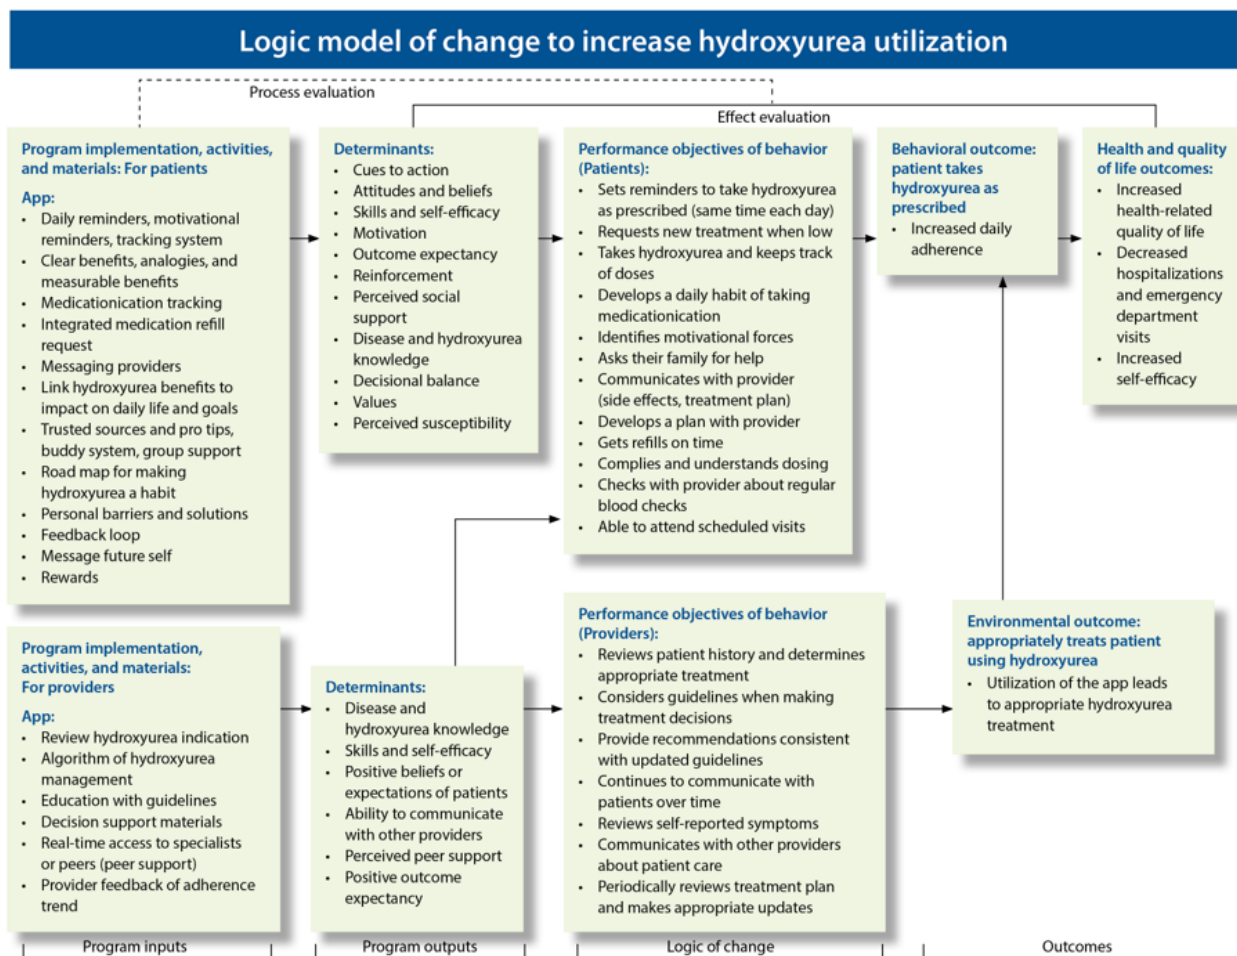 Logic model of change to increase hydroxyurea utilization
Process evaluation
Effect evaluation
Program implementation, activities,
and materials: For patients
App:
• Daily reminders, motivational
reminders, tracking system
• Clear benefits, analogies, and
measurable benefits
• Medicationication tracking
• Integrated medication refill
request
• Messaging providers
• Link hydroxyurea benefits to
impact on daily life and goals
• Trusted sources and pro tips,
buddy system, group support
• Road map for making
hydroxyurea a habit
• Personal barriers and solutions
• Feedback loop
• Message future self
• Rewards
Determinants:
• Cues to action
• Attitudes and beliefs
• Skills and self-efficacy
• Motivation
• Outcome expectancy
• Reinforcement
• Perceived social
support
• Disease and hydroxyurea
knowledge
• Decisional balance
• Values
• Perceived susceptibility
Performance objectives of behavior
(Patients):
• Sets reminders to take hydroxyurea
as prescribed (same time each day)
• Requests new treatment when low
• Takes hydroxyurea and keeps track
of doses
• Develops a daily habit of taking
medicationication
• Identifies motivational forces
• Asks their family for help
• Communicates with provider
(side effects, treatment plan)
• Develops a plan with provider
• Gets refills on time
• Complies and understands dosing
• Checks with provider about regular
blood checks
• Able to attend scheduled visits
Behavioral outcome:
patient takes
hydroxyurea as
prescribed
• Increased daily
adherence
Health and quality
of life outcomes:
• Increased
health-related
quality of life
• Decreased
hospitalizations
and emergency
department
visits
• Increased
self-efficacy
Program implementation,
activities, and materials:
For providers
App:
• Review hydroxyurea indication
• Algorithm of hydroxyurea
management
• Education with guidelines
• Decision support materials
• Real-time access to specialists
or peers (peer support)
• Provider feedback of adherence
trend
Determinants:
• Disease and
hydroxyurea knowledge
• Skills and self-efficacy
• Positive beliefs or
expectations of patients
• Ability to communicate
with other providers
• Perceived peer support
• Positive outcome
expectancy
Performance objectives of behavior
(Providers):
• Reviews patient history and determines
appropriate treatment
• Considers guidelines when making
treatment decisions
• Provide recommendations consistent
with updated guidelines
• Continues to communicate with
patients over time
• Reviews self-reported symptoms
• Communicates with other providers
about patient care
• Periodically reviews treatment plan
and makes appropriate updates
Environmental outcome:
appropriately treats patient
using hydroxyurea
• Utilization of the app leads
to appropriate hydroxyurea
treatment
Program inputs
Program outputs
Logic of change
Outcomes